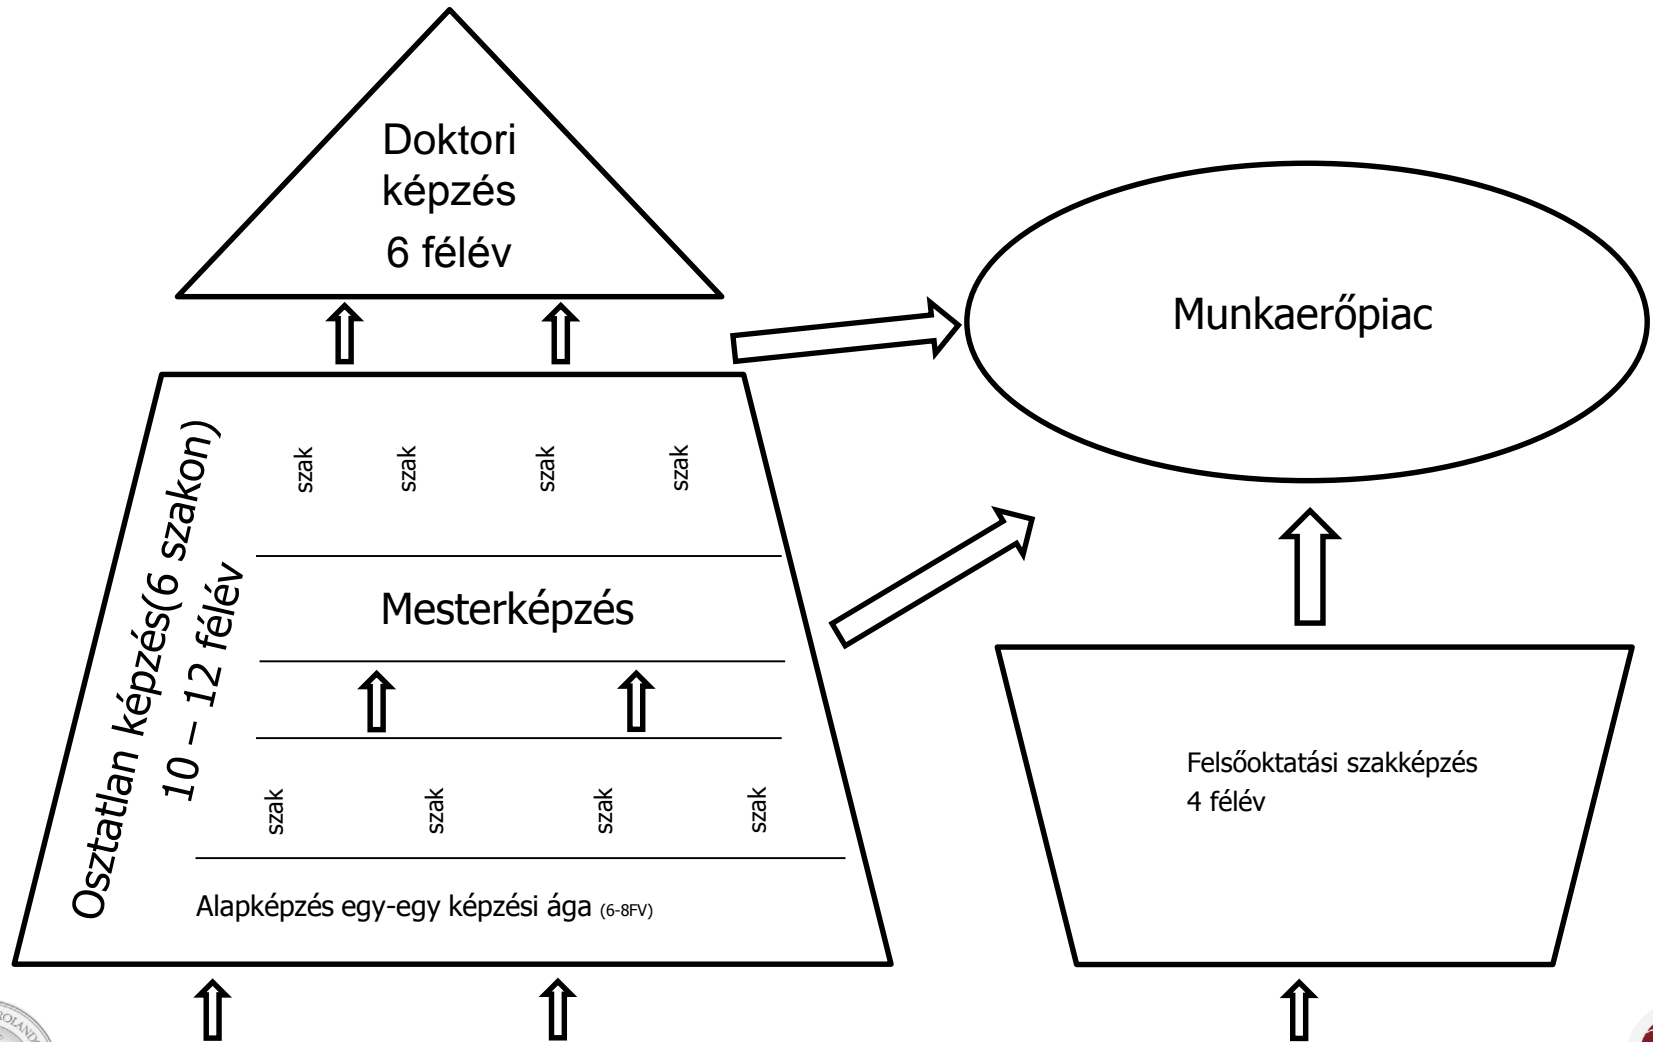 Doktori
képzés
6 félév
Munkaerőpiac
Osztatlan képzés(6 szakon)
10 – 12 félév
szak
szak
szak
szak
Mesterképzés
szak
szak
szak
szak
Alapképzés egy-egy képzési ága (6-8FV)
Felsőoktatási szakképzés
4 félév